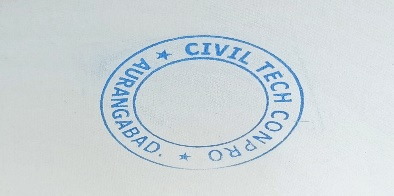 ★ CIVIL TECH CONPRO ★
AURANGABAD.